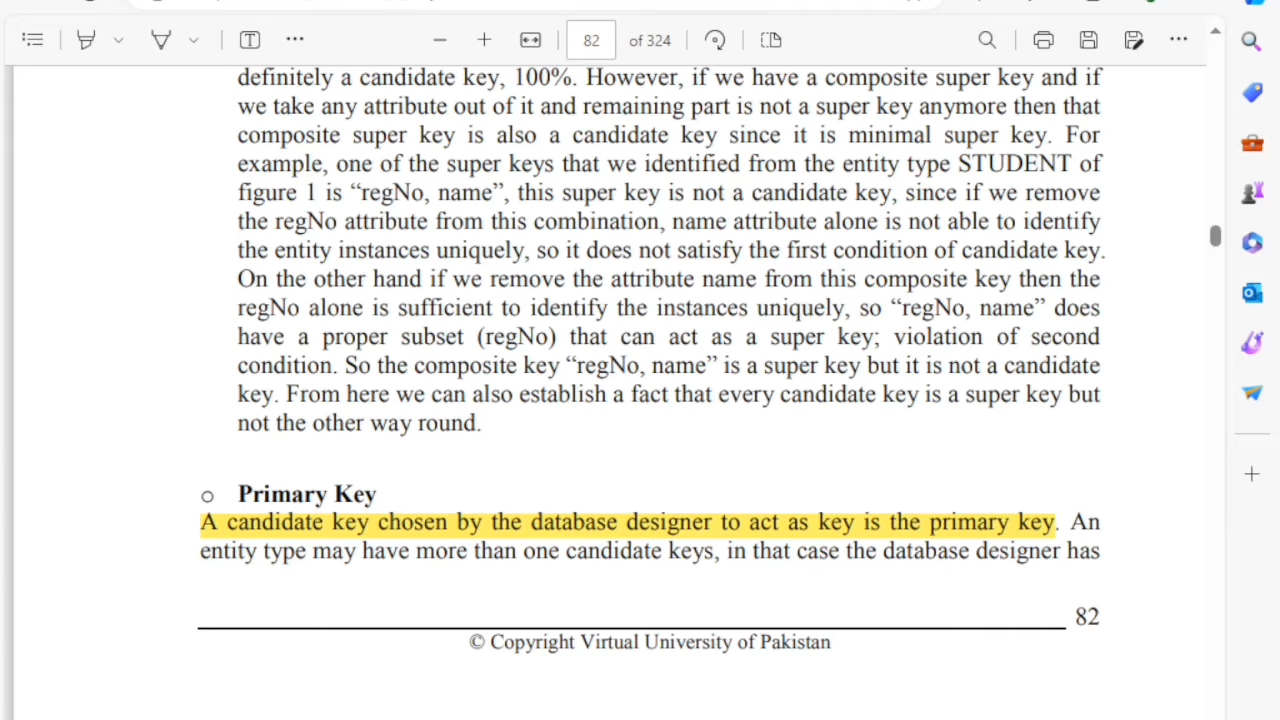 82 of 324
definitely a candidate key, 100%. However, if we have a composite super key and if
we take any attribute out of it and remaining part is not a super key anymore then that
composite super key is also a candidate key since it is minimal super key. For
example, one of the super keys that we identified from the entity type STUDENT of
figure 1 is “regNo, name”, this super key is not a candidate key, since if we remove
the regNo attribute from this combination, name attribute alone is not able to identify
the entity instances uniquely, so it does not satisfy the first condition of candidate key.
On the other hand if we remove the attribute name from this composite key then the
regNo alone is sufficient to identify the instances uniquely, so “regNo, name” does
have a proper subset (regNo) that can act as a super key; violation of second
condition. So the composite key “regNo, name” is a super key but it is not a candidate
key. From here we can also establish a fact that every candidate key is a super key but
not the other way round.
o Primary Key
A candidate key chosen by the database designer to act as key is the primary key. An
entity type may have more than one candidate keys, in that case the database designer has
82
© Copyright Virtual University of Pakistan